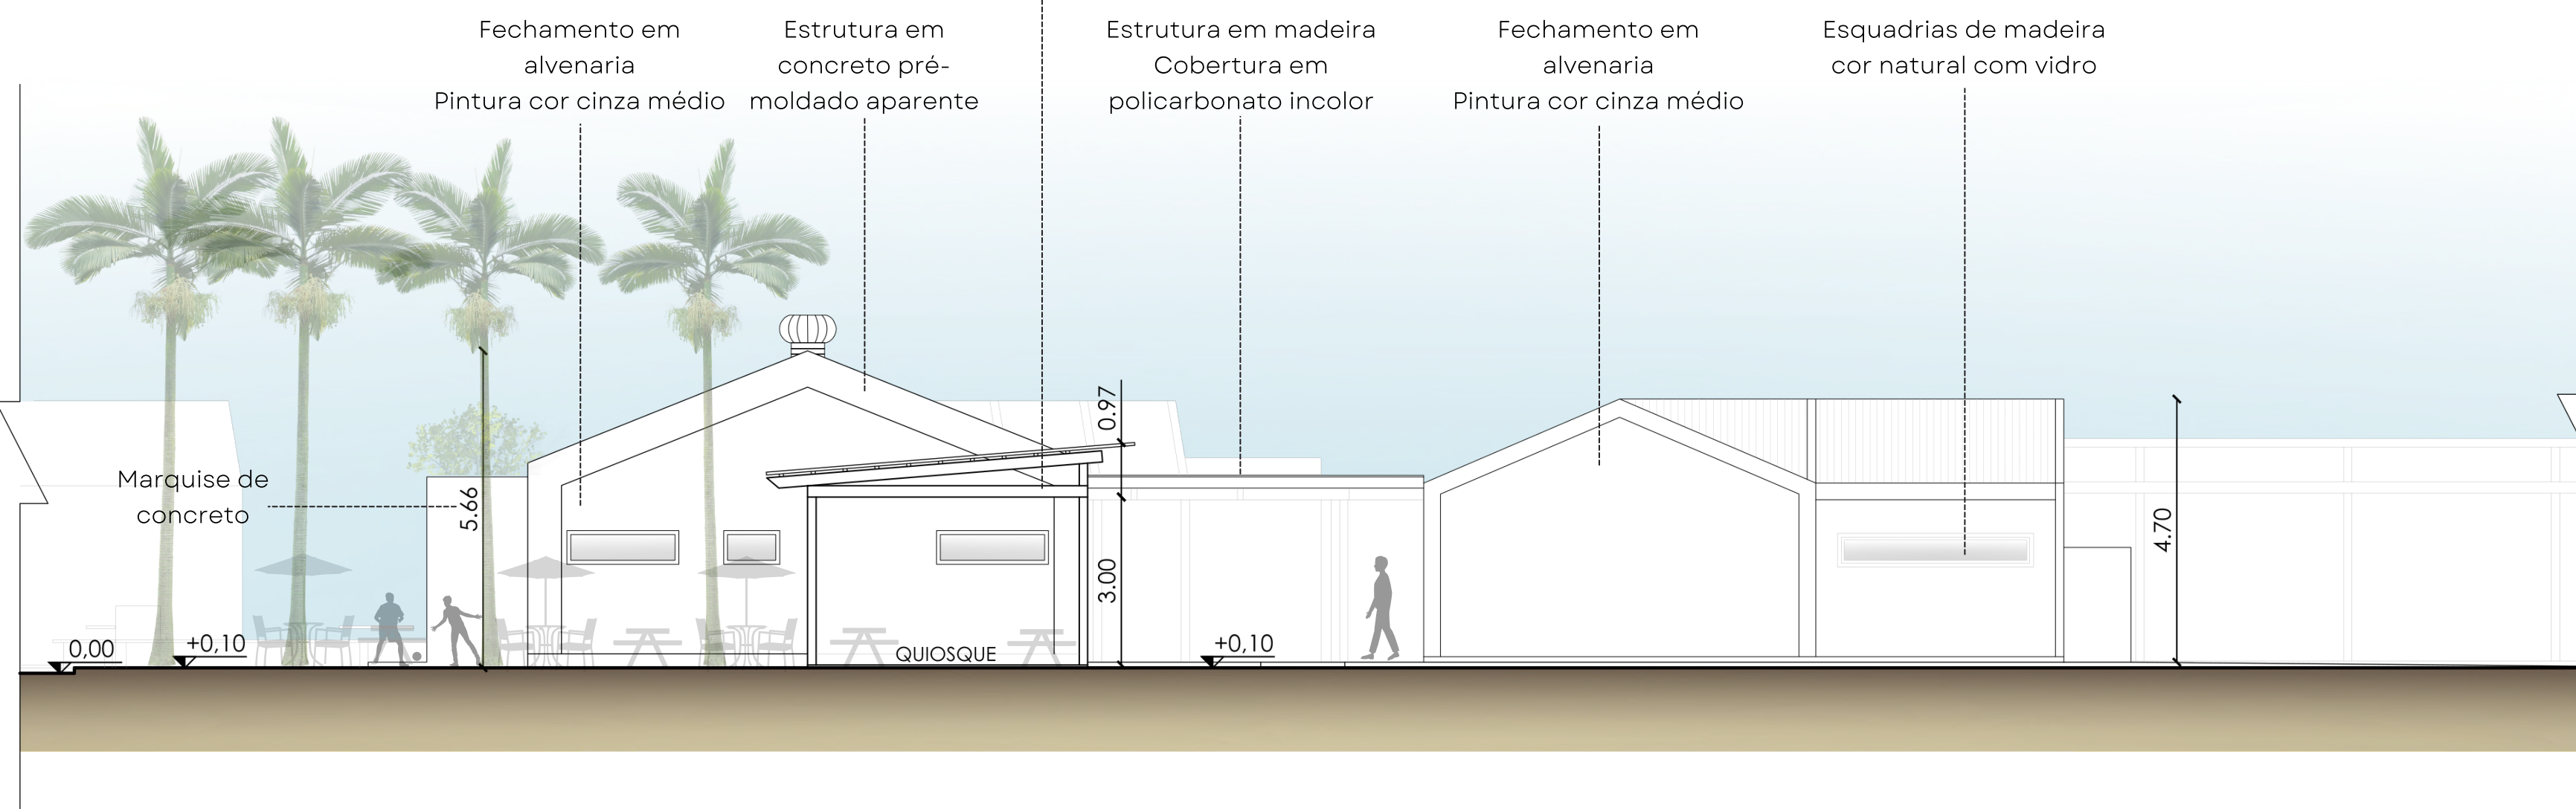 Fechamento em
alvenaria
Pintura cor cinza médio
Estrutura em
concreto pré-
moldado aparente
Estrutura em madeira
Cobertura em
policarbonato incolor
Fechamento em
alvenaria
Pintura cor cinza médio
Esquadrias de madeira
cor natural com vidro
Marquise de
concreto
5.66
0.97
3.00
4.70
0,00
+0,10
QUIOSQUE
+0,10